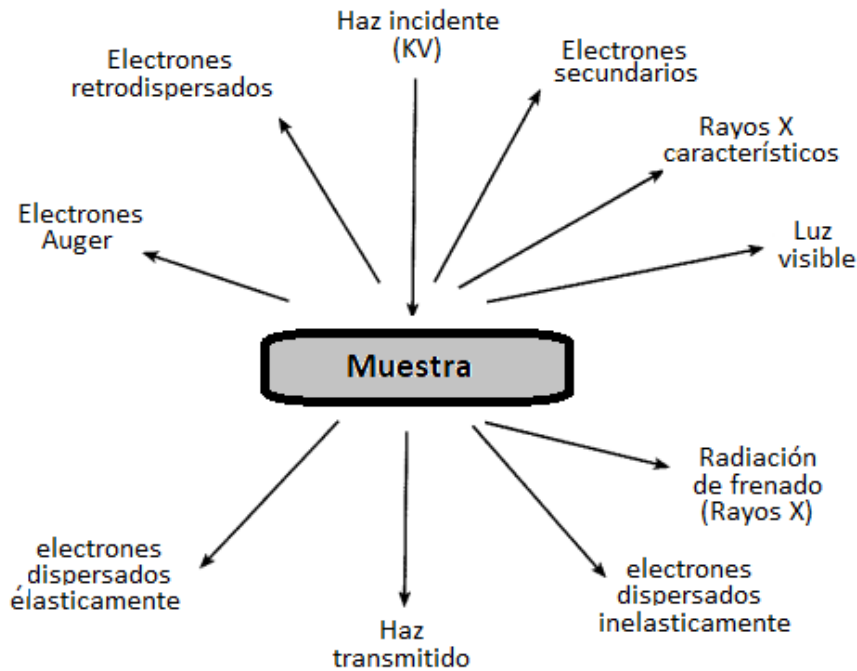 Haz incidente
(KV)
Electrones
retrodispersados
Electrones
secundarios
Rayos X
característicos
Electrones
Auger
Luz
visible
Muestra
Radiación
de frenado
(Rayos X)
electrones
dispersados
élasticamente
Haz
transmitido
electrones
dispersados
inelasticamente